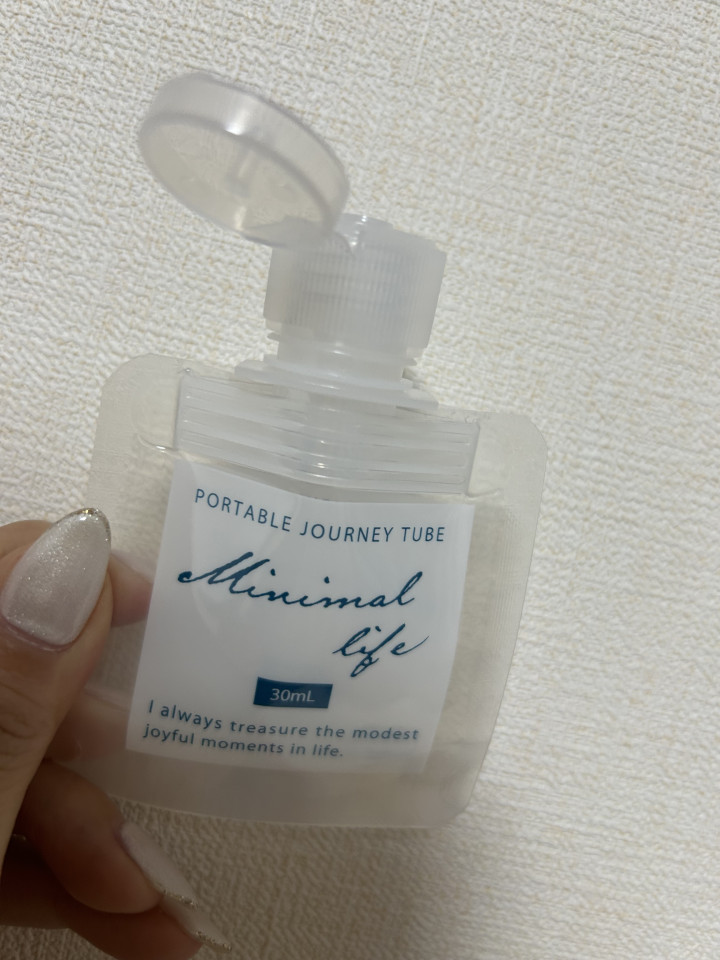 PORTABLE JOURNEY TUBE
Minimal
life
30mL
I always treasure the modest
joyful moments in life.